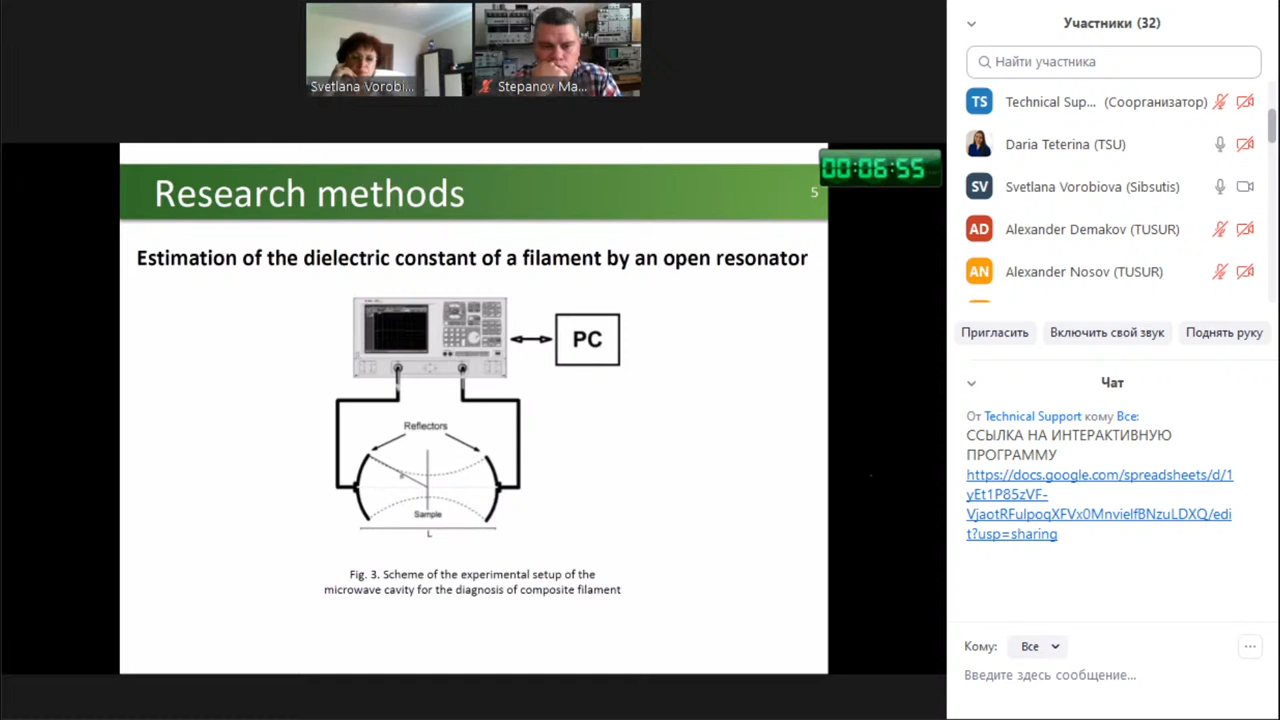 Svetlana Vorobi...
Stepanov Ma...
00:06:55
Research methods
5
Estimation of the dielectric constant of a filament by an open resonator
PC
Reflectors
Sample
L
Fig. 3. Scheme of the experimental setup of the
microwave cavity for the diagnosis of composite filament
Участники (32)
Найти участника
TS Technical Sup... (Соорганизатор)
Daria Teterina (TSU)
SV Svetlana Vorobiova (Sibsutis)
AD Alexander Demakov (TUSUR)
AN Alexander Nosov (TUSUR)
Пригласить Включить свой звук Поднять руку
Чат
От Technical Support кому Все:
ССЫЛКА НА ИНТЕРАКТИВНУЮ
ПРОГРАММУ
https://docs.google.com/spreadsheets/d/1
yEt1P85zVF-
VjaotRFulpoqXFVx0MnvielfBNzuLDXQ/edi
t?usp=sharing
Кому: Все
Введите здесь сообщение...